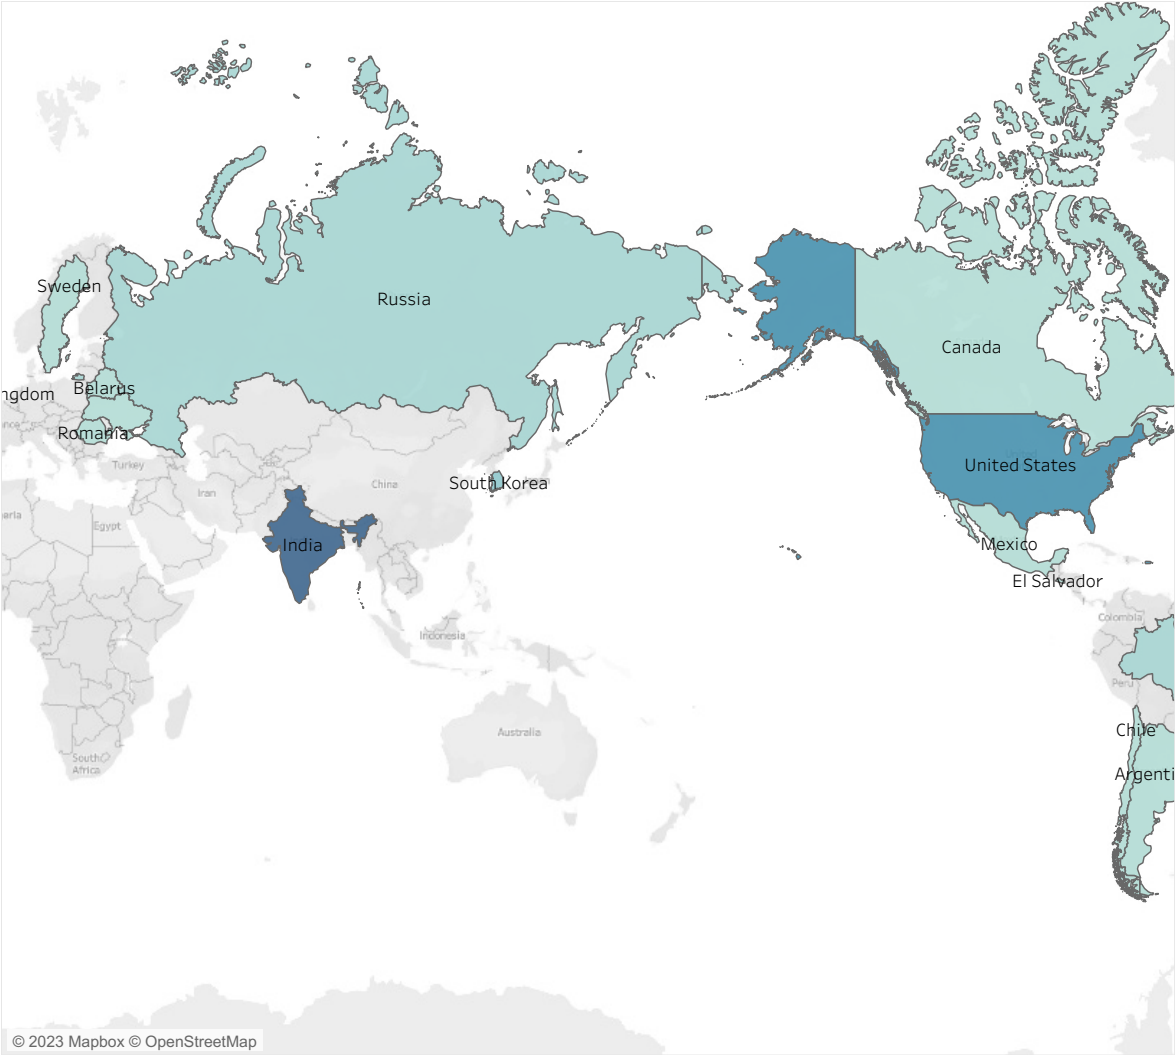 Sweden
Russia
Canada
ngdom
Belarus
Romania
Turkey
United States
Iran
China
South Korea
aria
Egypt
India
Mexico
El Salvador
Colombia
Indonesia
Peru
Chile
Australia
South
Africa
Argenti
© 2023 Mapbox © OpenStreetMap